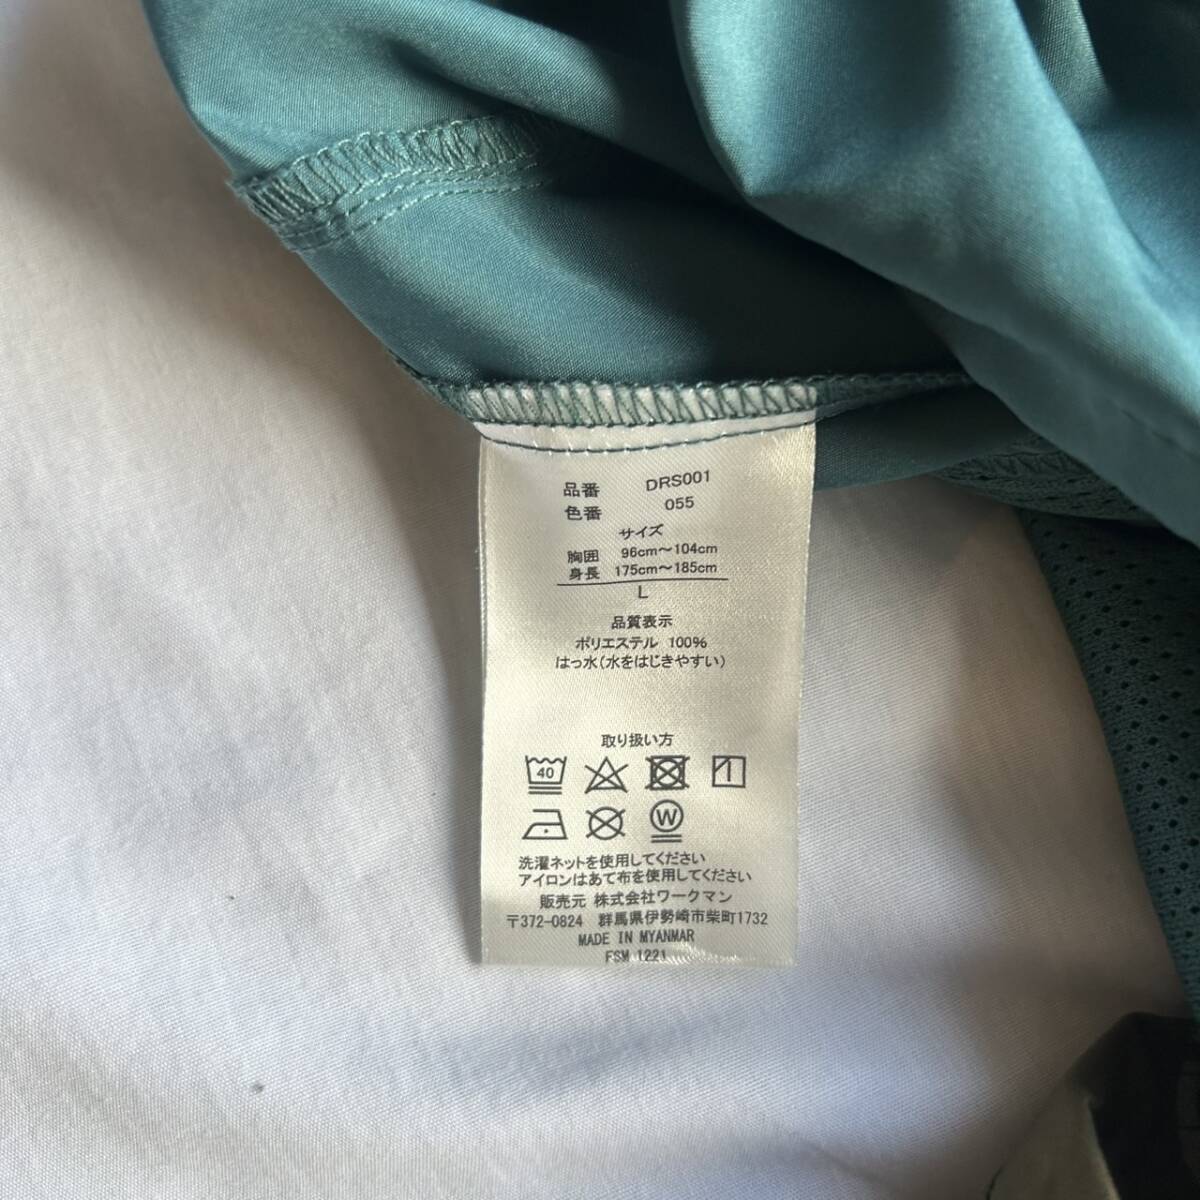 品番 DRS001
色番 055
サイズ
胸囲 96cm～104cm
身長 175cm～185cm
L
品質表示
ポリエステル 100%
はっ水(水をはじきやすい)
取り扱い方
40
W
洗濯ネットを使用してください
アイロンはあて布を使用してください
販売元 株式会社ワークマン
〒372-0824 群馬県伊勢崎市柴町1732
MADE IN MYANMAR
FSM 1221